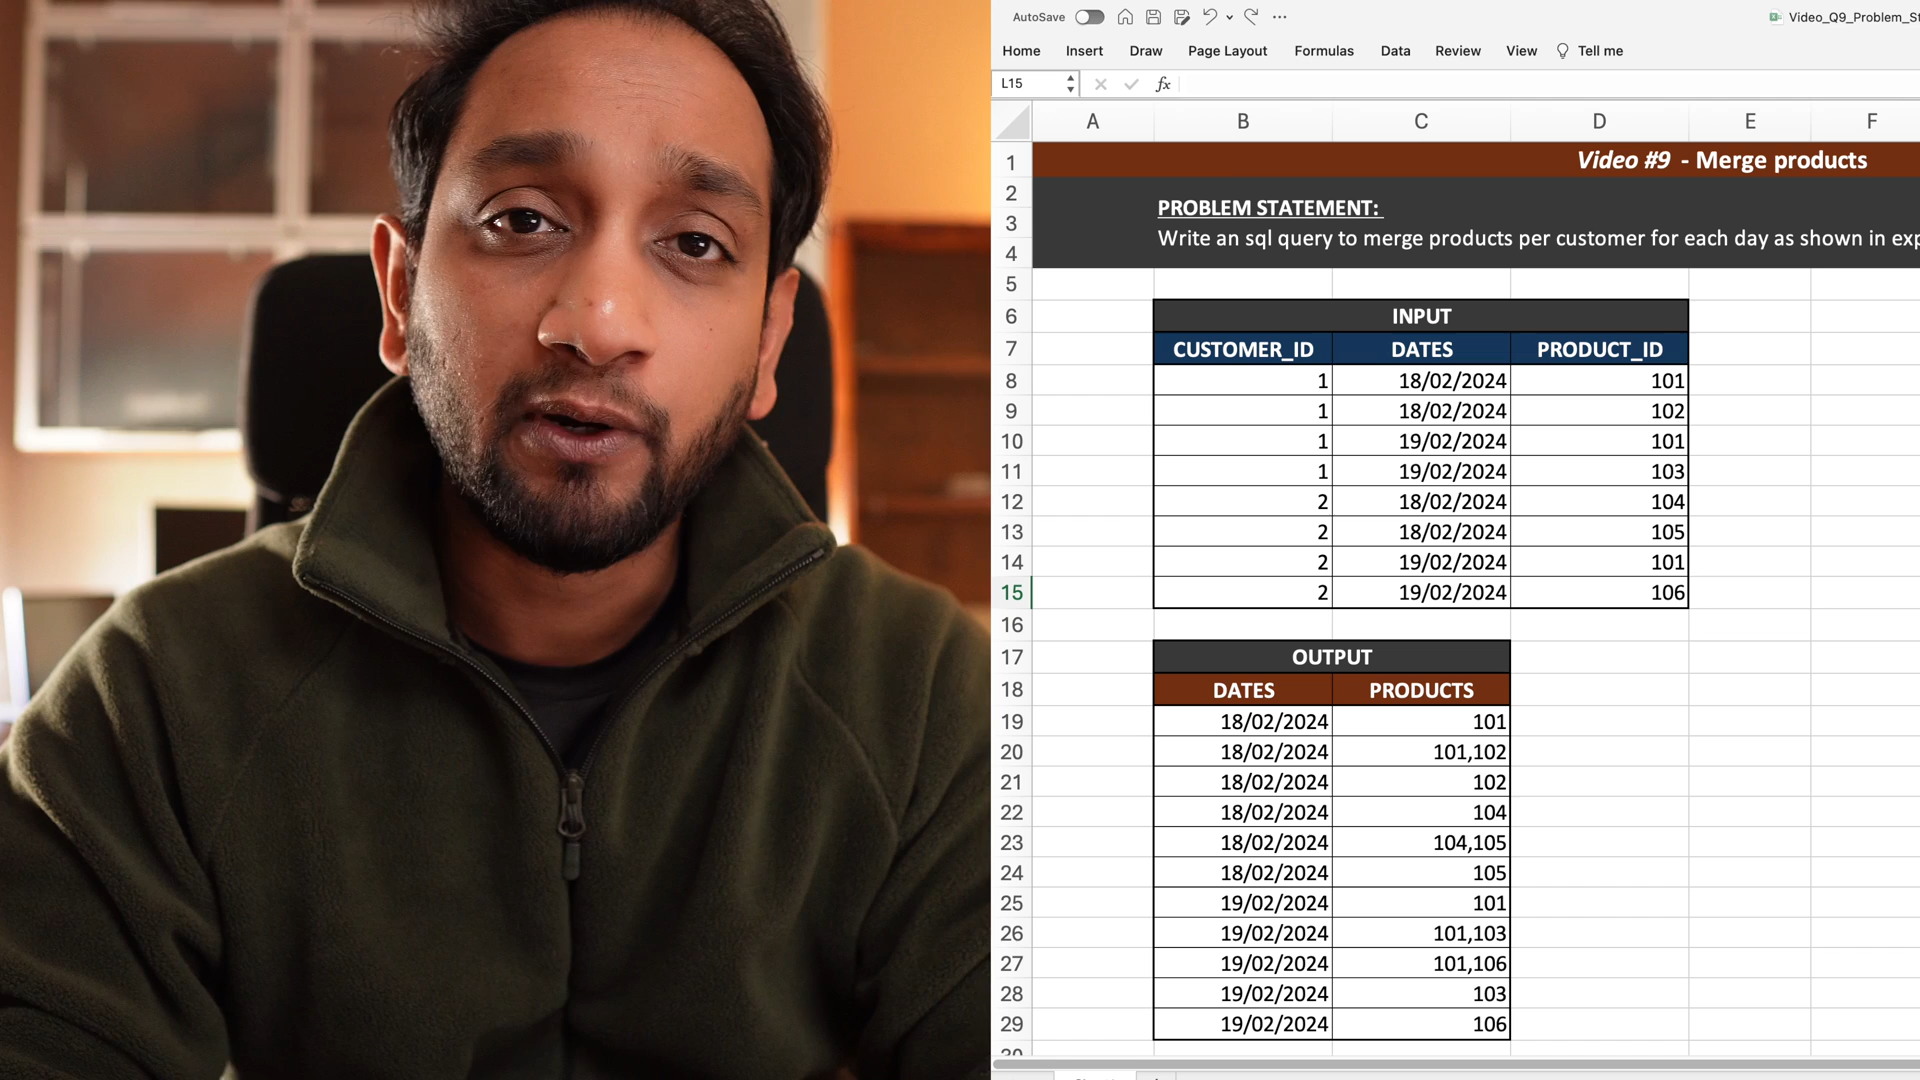 AutoSave
Video_Q9_Problem_S
Home Insert Draw Page Layout Formulas Data Review View Tell me
L15 fx
A B C D E F
1 Video #9 - Merge products
2
3 PROBLEM STATEMENT:
4 Write an sql query to merge products per customer for each day as shown in exp
5
6 INPUT
7 CUSTOMER_ID DATES PRODUCT_ID
8 1 18/02/2024 101
9 1 18/02/2024 102
10 1 19/02/2024 101
11 1 19/02/2024 103
12 2 18/02/2024 104
13 2 18/02/2024 105
14 2 19/02/2024 101
15 2 19/02/2024 106
16
17 OUTPUT
18 DATES PRODUCTS
19 18/02/2024 101
20 18/02/2024 101,102
21 18/02/2024 102
22 18/02/2024 104
23 18/02/2024 104,105
24 18/02/2024 105
25 19/02/2024 101
26 19/02/2024 101,103
27 19/02/2024 101,106
28 19/02/2024 103
29 19/02/2024 106